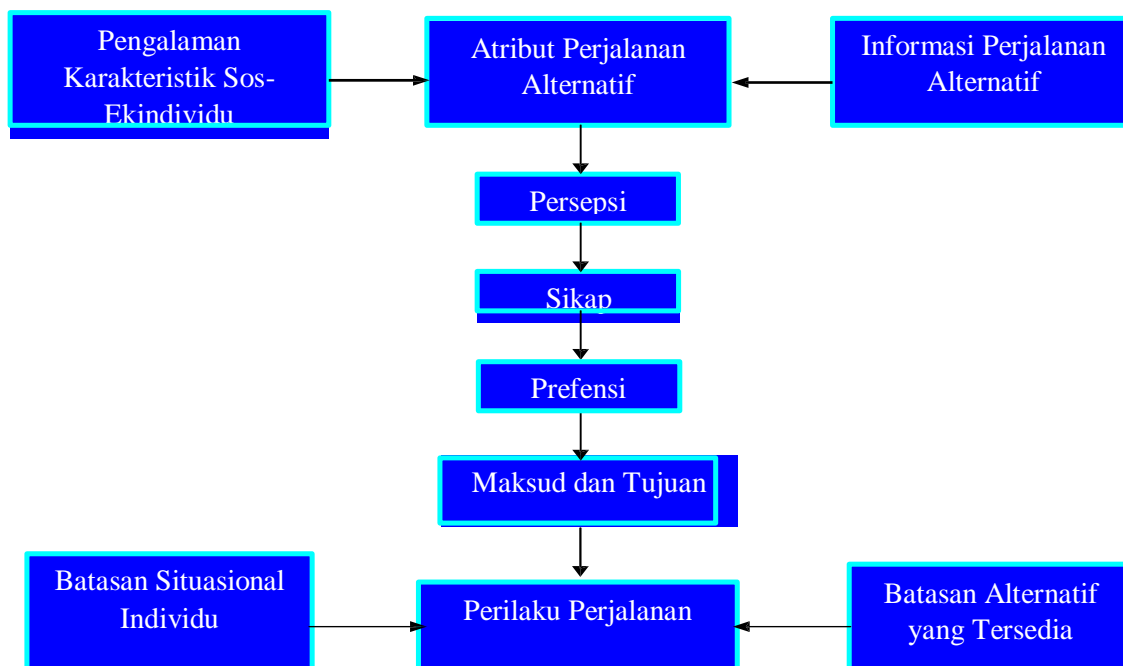 Pengalaman
Karakteristik Sos-
Ekindividu
Atribut Perjalanan
Alternatif
Informasi Perjalanan
Alternatif
Persepsi
Sikap
Prefensi
Maksud dan Tujuan
Batasan Situasional
Individu
Perilaku Perjalanan
Batasan Alternatif
yang Tersedia